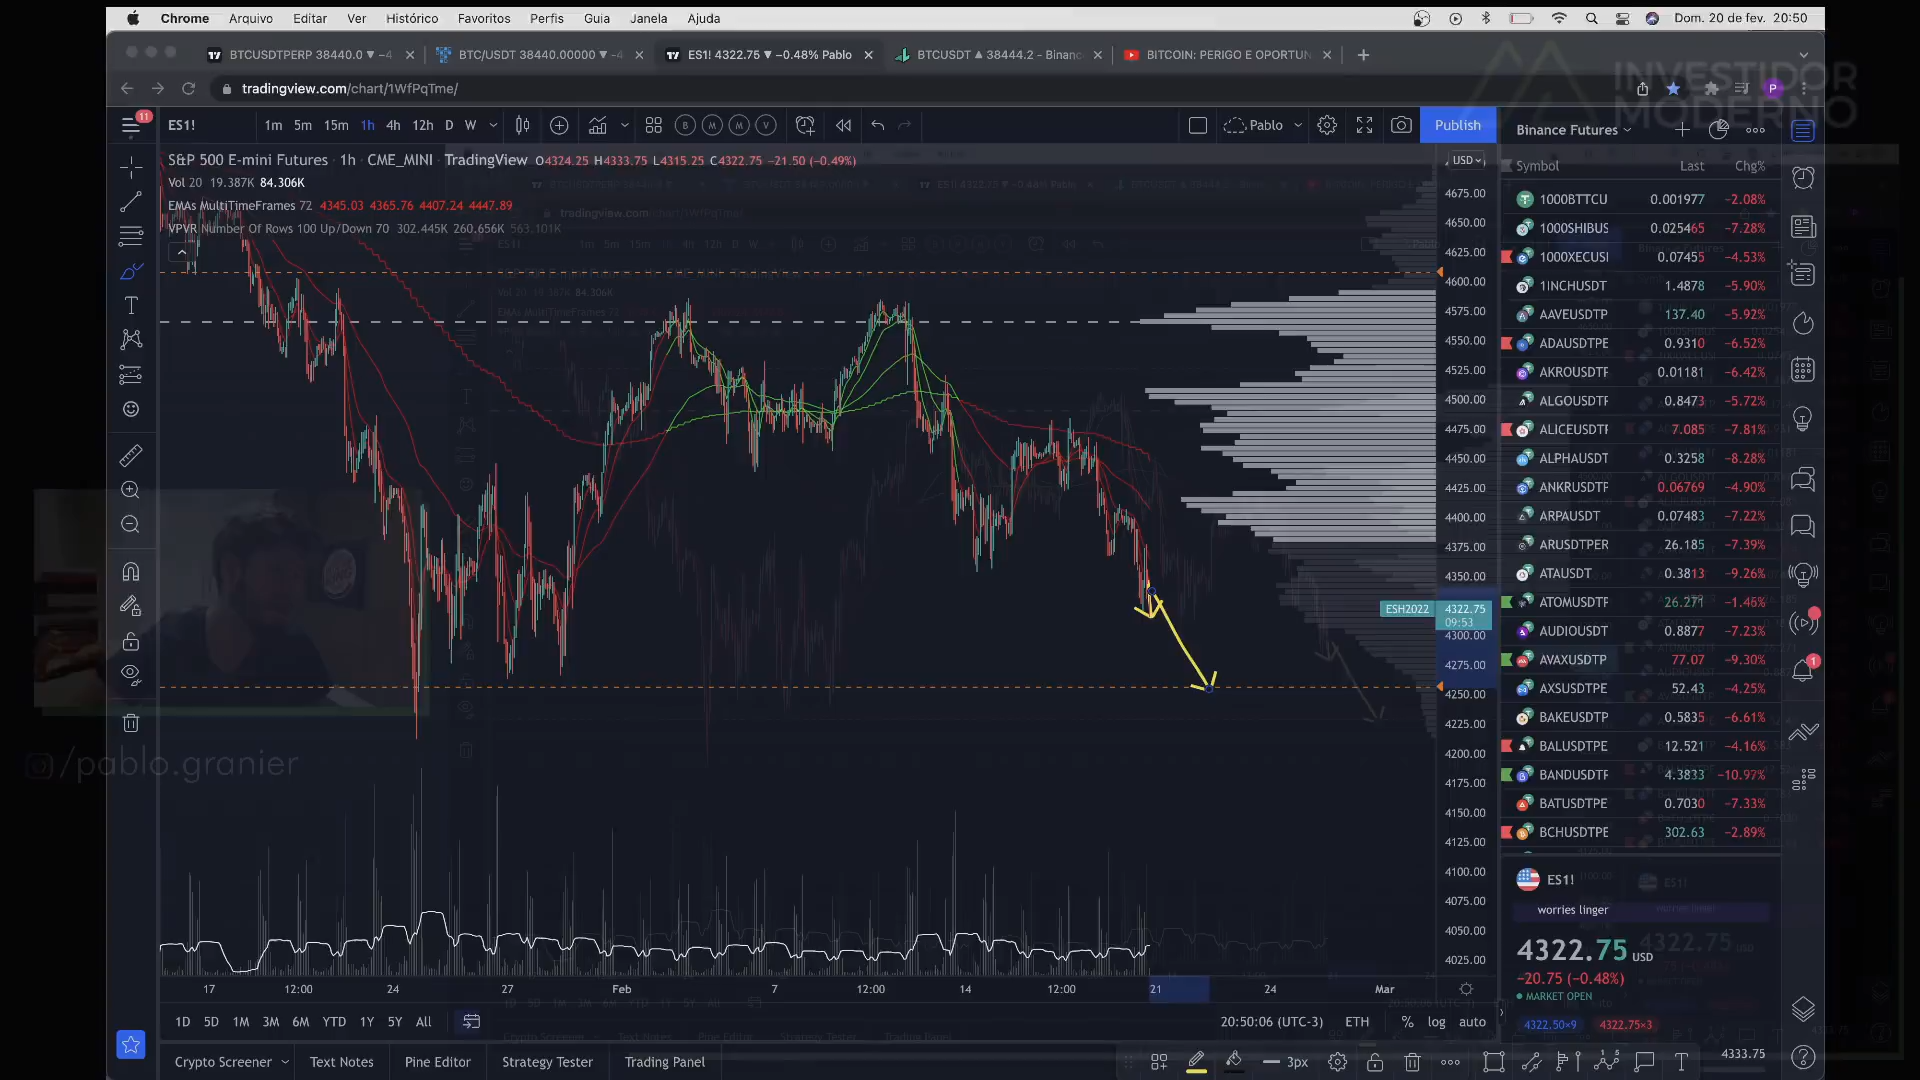 Chrome Arquivo Editar Ver Histórico Favoritos Perfis Guia Janela Ajuda Dom. 20 de fev. 20:50
BTCUSDTPERP 38440.0 ▼ −4 BTC/USDT 38440.00000 ▼ −4 ES1! 4322.75 ▼ −0.48% Pablo BTCUSDT ▲ 38444.2 - Binanc BITCOIN: PERIGO E OPORTUN
tradingview.com/chart/1WfPqTme/
INVESTIDOR
MODERNO
11
ES1! 1m 5m 15m 1h 4h 12h D W Pablo Publish Binance Futures
S&P 500 E-mini Futures · 1h · CME_MINI · TradingView O4324.25 H4333.75 L4315.25 C4322.75 −21.50 (−0.49%)
USD
Vol 20 19.387K 84.306K
EMAs MultiTimeFrames 72 4345.03 4365.76 4407.24 4447.89
VPVR Number Of Rows 100 Up/Down 70 302.445K 260.656K 563.101K
4675.00
4650.00
4625.00
4600.00
4575.00
4550.00
4525.00
4500.00
4475.00
4450.00
4425.00
4400.00
4375.00
4350.00
ESH2022 4322.75
09:53
4300.00
4275.00
4250.00
4225.00
4200.00
4175.00
4150.00
4125.00
4100.00
4075.00
4050.00
4025.00
Symbol Last Chg%
1000BTTCU 0.001977 −2.08%
1000SHIBUS 0.025465 −7.28%
1000XECUSI 0.07455 −4.53%
1INCHUSDT 1.4878 −5.90%
AAVEUSDTP 137.40 −5.92%
ADAUSDTPE 0.9310 −6.52%
AKROUSDTP 0.01181 −6.42%
ALGOUSDTF 0.8473 −5.72%
ALICEUSDTF 7.085 −7.81%
ALPHAUSDT 0.3258 −8.28%
ANKRUSDTP 0.06769 −4.90%
ARPAUSDT 0.07483 −7.22%
ARUSDTPER 26.185 −7.39%
ATAUSDT 0.3813 −9.26%
ATOMUSDTF 26.271 −1.46%
AUDIOUSDT 0.8877 −7.23%
AVAXUSDTP 77.07 −9.30%
AXSUSDTPE 52.43 −4.25%
BAKEUSDTP 0.5835 −6.61%
BALUSDTPE 12.521 −4.16%
BANDUSDTF 4.3833 −10.97%
BATUSDTPE 0.7030 −7.33%
BCHUSDTPE 302.63 −2.89%
1
/pablo.granier
ES1!
worries linger
4322.75 USD
−20.75 (−0.48%)
MARKET OPEN
4322.50×9 4322.75×3
4333.75
17 12:00 24 27 Feb 7 12:00 14 12:00 21 24 Mar
1D 5D 1M 3M 6M YTD 1Y 5Y All 20:50:06 (UTC-3) ETH % log auto
Crypto Screener Text Notes Pine Editor Strategy Tester Trading Panel 3px